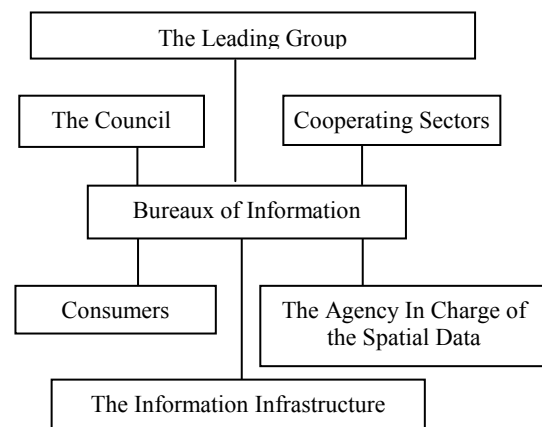 The Leading Group
The Council
Cooperating Sectors
Bureaux of Information
Consumers
The Agency In Charge of
the Spatial Data
The Information Infrastructure